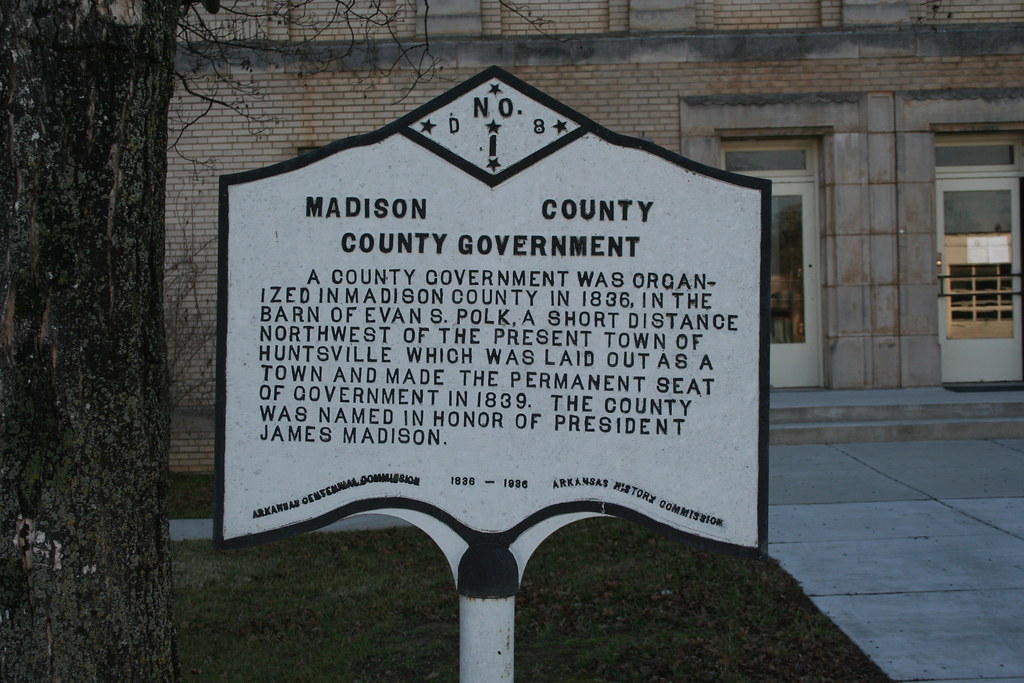 NO.
D 8
1
MADISON COUNTY
COUNTY GOVERNMENT
A COUNTY GOVERNMENT WAS ORGAN-
IZED IN MADISON COUNTY IN 1836, IN THE
BARN OF EVAN S. POLK, A SHORT DISTANCE
NORTHWEST OF THE PRESENT TOWN OF
HUNTSVILLE WHICH WAS LAID OUT AS A
TOWN AND MADE THE PERMANENT SEAT
OF GOVERNMENT IN 1839. THE COUNTY
WAS NAMED IN HONOR OF PRESIDENT
JAMES MADISON.
ARKANSAS CENTENNIAL COMMISSION 1836 — 1936 ARKANSAS HISTORY COMMISSION